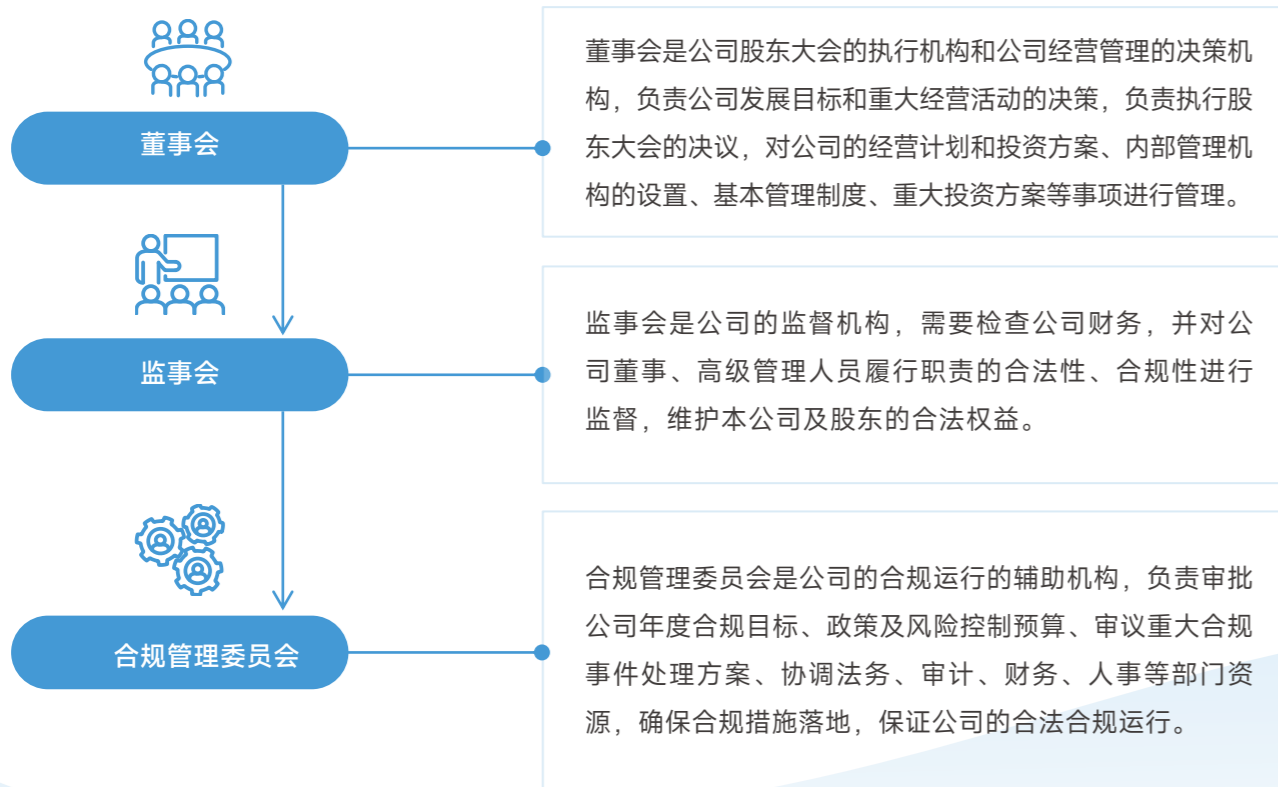 董事会
董事会是公司股东大会的执行机构和公司经营管理的决策机
构，负责公司发展目标和重大经营活动的决策，负责执行股
东大会的决议，对公司的经营计划和投资方案、内部管理机
构的设置、基本管理制度、重大投资方案等事项进行管理。
监事会
监事会是公司的监督机构，需要检查公司财务，并对公
司董事、高级管理人员履行职责的合法性、合规性进行
监督，维护本公司及股东的合法权益。
合规管理委员会
合规管理委员会是公司的合规运行的辅助机构，负责审批
公司年度合规目标、政策及风险控制预算、审议重大合规
事件处理方案、协调法务、审计、财务、人事等部门资
源，确保合规措施落地，保证公司的合法合规运行。